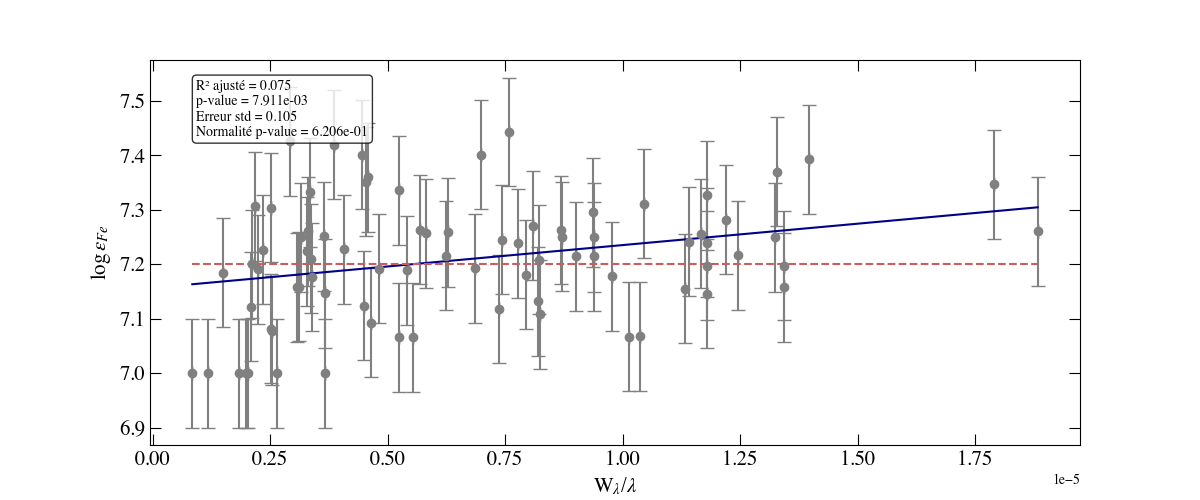 R² ajusté = 0.075
p-value = 7.911e-03
Erreur std = 0.105
Normalité p-value = 6.206e-01
7.5
7.4
7.3
7.2
7.1
7.0
6.9
log ε_Fe
0.00 0.25 0.50 0.75 1.00 1.25 1.50 1.75
1e−5
W_λ/λ